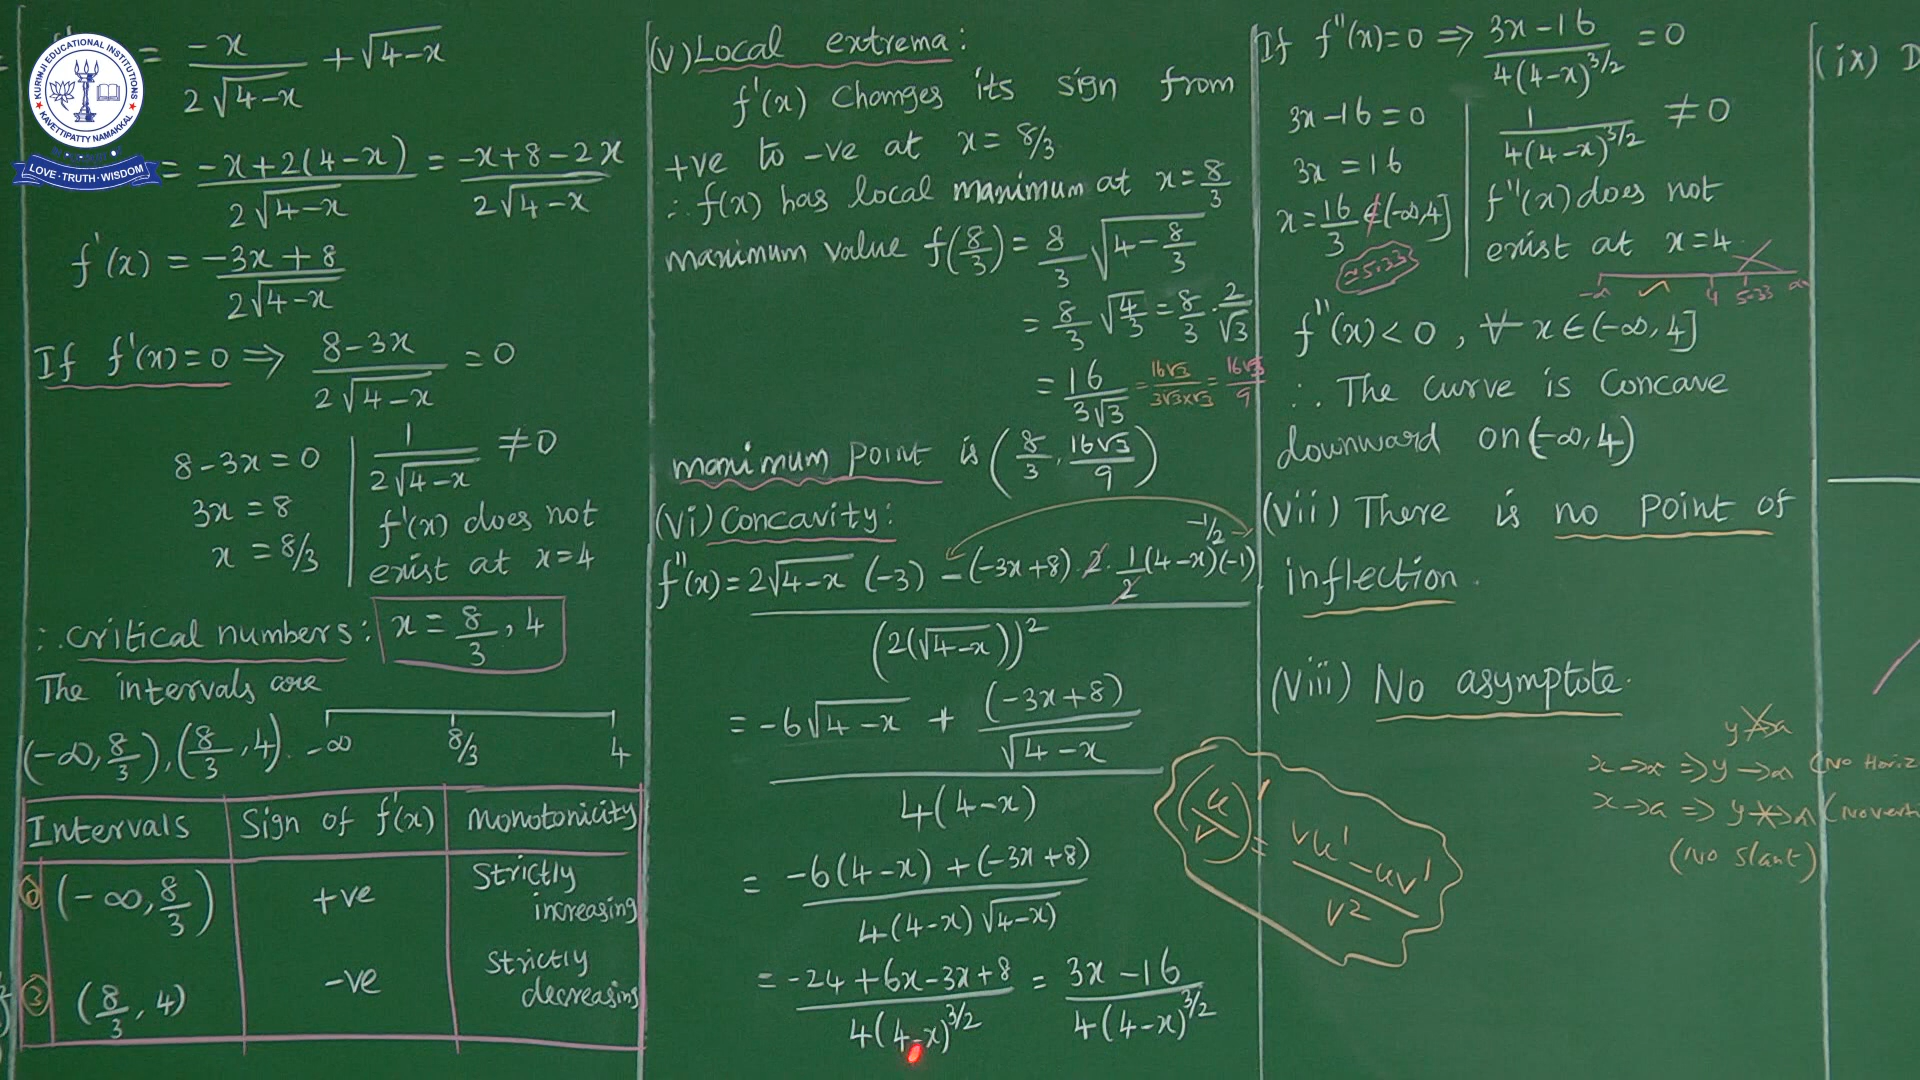 KURINJI EDUCATIONAL INSTITUTIONS
KAVETTIPATTY NAMAKKAL
LOVE · TRUTH · WISDOM
= -x / 2√4-x + √4-x
= -x+2(4-x) / 2√4-x = -x+8-2x / 2√4-x
f'(x) = -3x+8 / 2√4-x
If f'(x)=0 ⇒ 8-3x / 2√4-x = 0
8-3x = 0
3x = 8
x = 8/3
1 / 2√4-x ≠ 0
f'(x) does not
exist at x=4
∴ critical numbers: x = 8/3, 4
The intervals are
(-∞, 8/3), (8/3, 4). -∞ 8/3 4
Intervals Sign of f'(x) Monotonicity
(-∞, 8/3) +ve Strictly increasing
(8/3, 4) -ve Strictly decreasing
(v) Local extrema:
f'(x) changes its sign from
+ve to -ve at x = 8/3
∴ f(x) has local maximum at x = 8/3
maximum value f(8/3) = 8/3 √4-8/3
= 8/3 √4/3 = 8/3 · 2/√3
= 16 / 3√3 = 16√3 / 3√3×√3 = 16√3 / 9
maximum point is (8/3, 16√3/9)
(vi) Concavity:
f''(x) = 2√4-x (-3) - (-3x+8) · 2 · 1/2 (4-x)^-1/2 (-1) / (2(√4-x))²
= -6√4-x + (-3x+8)/√4-x / 4(4-x)
= -6(4-x) + (-3x+8) / 4(4-x)√4-x)
= -24+6x-3x+8 / 4(4-x)^3/2 = 3x-16 / 4(4-x)^3/2
If f''(x)=0 ⇒ 3x-16 / 4(4-x)^3/2 = 0
3x-16 = 0
3x = 16
x = 16/3 ∉ (-∞, 4]
≈5.33
1 / 4(4-x)^3/2 ≠ 0
f''(x) does not
exist at x=4
-∞ 4 5.33 ∞
f''(x) < 0, ∀ x ∈ (-∞, 4]
∴ The curve is Concave
downward on (-∞, 4)
(vii) There is no point of
inflection.
(viii) No asymptote.
x→∞ ⇒ y→∞ (No Horiz
(No slant)
(u/v)' = vu' - uv' / v²
(ix) D